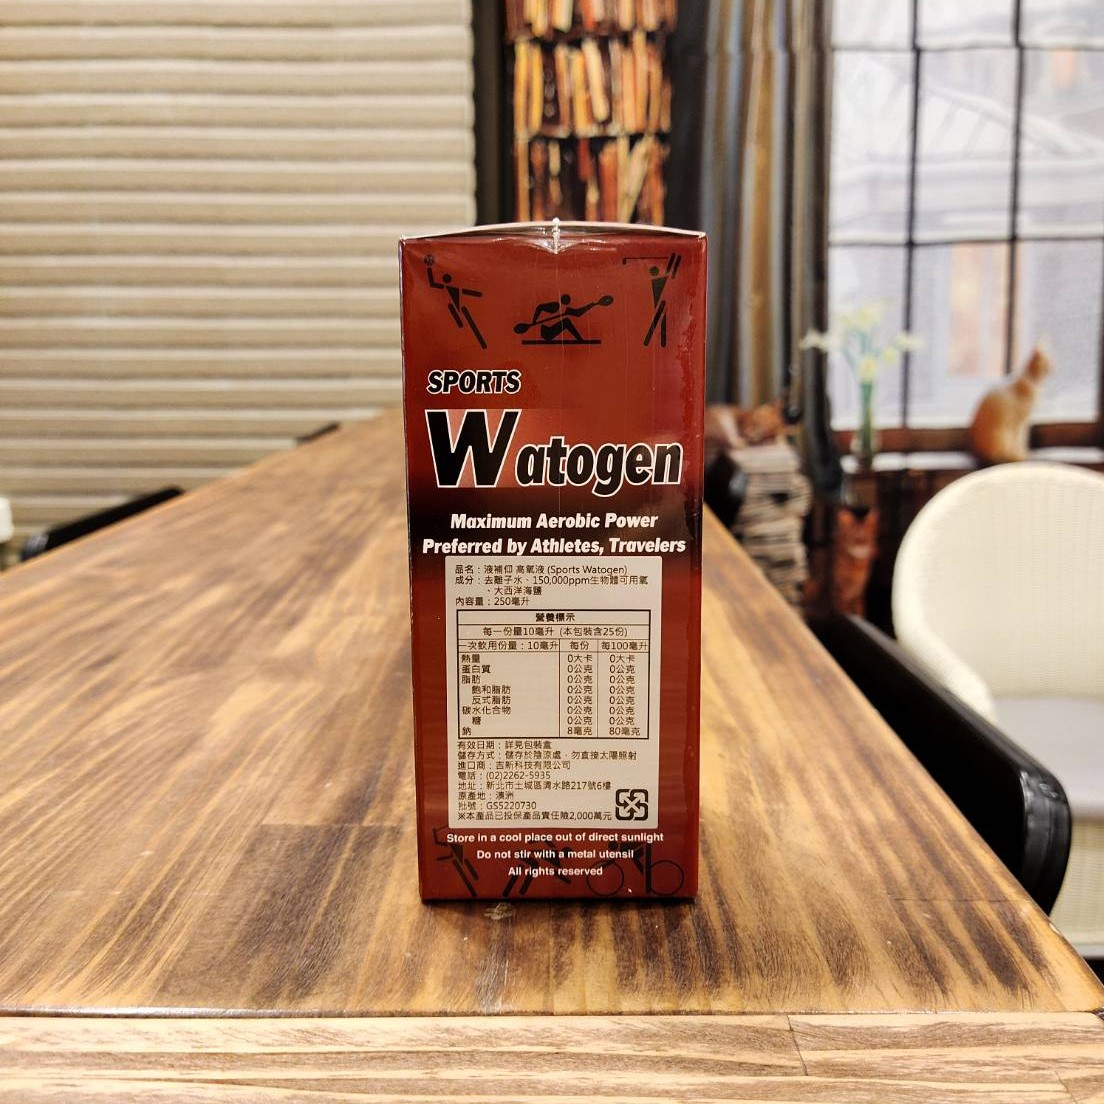 SPORTS
Watogen
Maximum Aerobic Power
Preferred by Athletes, Travelers
品名：液補仰 高氧液 (Sports Watogen)
成分：去離子水、150,000ppm生物體可用氧
、大西洋海鹽
內容量：250毫升
營養標示
每一份量10毫升 (本包裝含25份)
一次飲用份量：10毫升 每份 每100毫升
熱量 0大卡 0大卡
蛋白質 0公克 0公克
脂肪 0公克 0公克
飽和脂肪 0公克 0公克
反式脂肪 0公克 0公克
碳水化合物 0公克 0公克
糖 0公克 0公克
鈉 8毫克 80毫克
有效日期：詳見包裝盒
儲存方式：儲存於陰涼處，勿直接太陽照射
進口商：吉新科技有限公司
電話：(02)2262-5935
地址：新北市土城區清水路217號6樓
原產地：澳洲
批號：GS5220730
※本產品已投保產品責任險2,000萬元
Store in a cool place out of direct sunlight
Do not stir with a metal utensil
All rights reserved